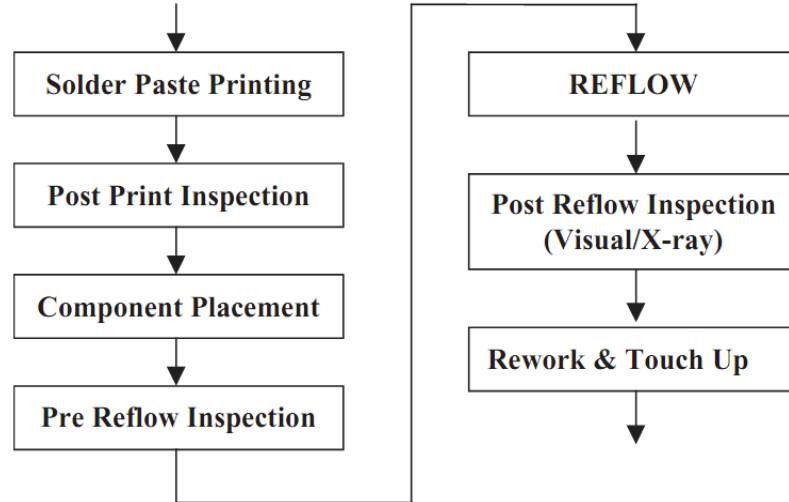 Solder Paste Printing
Post Print Inspection
Component Placement
Pre Reflow Inspection
REFLOW
Post Reflow Inspection
(Visual/X-ray)
Rework & Touch Up